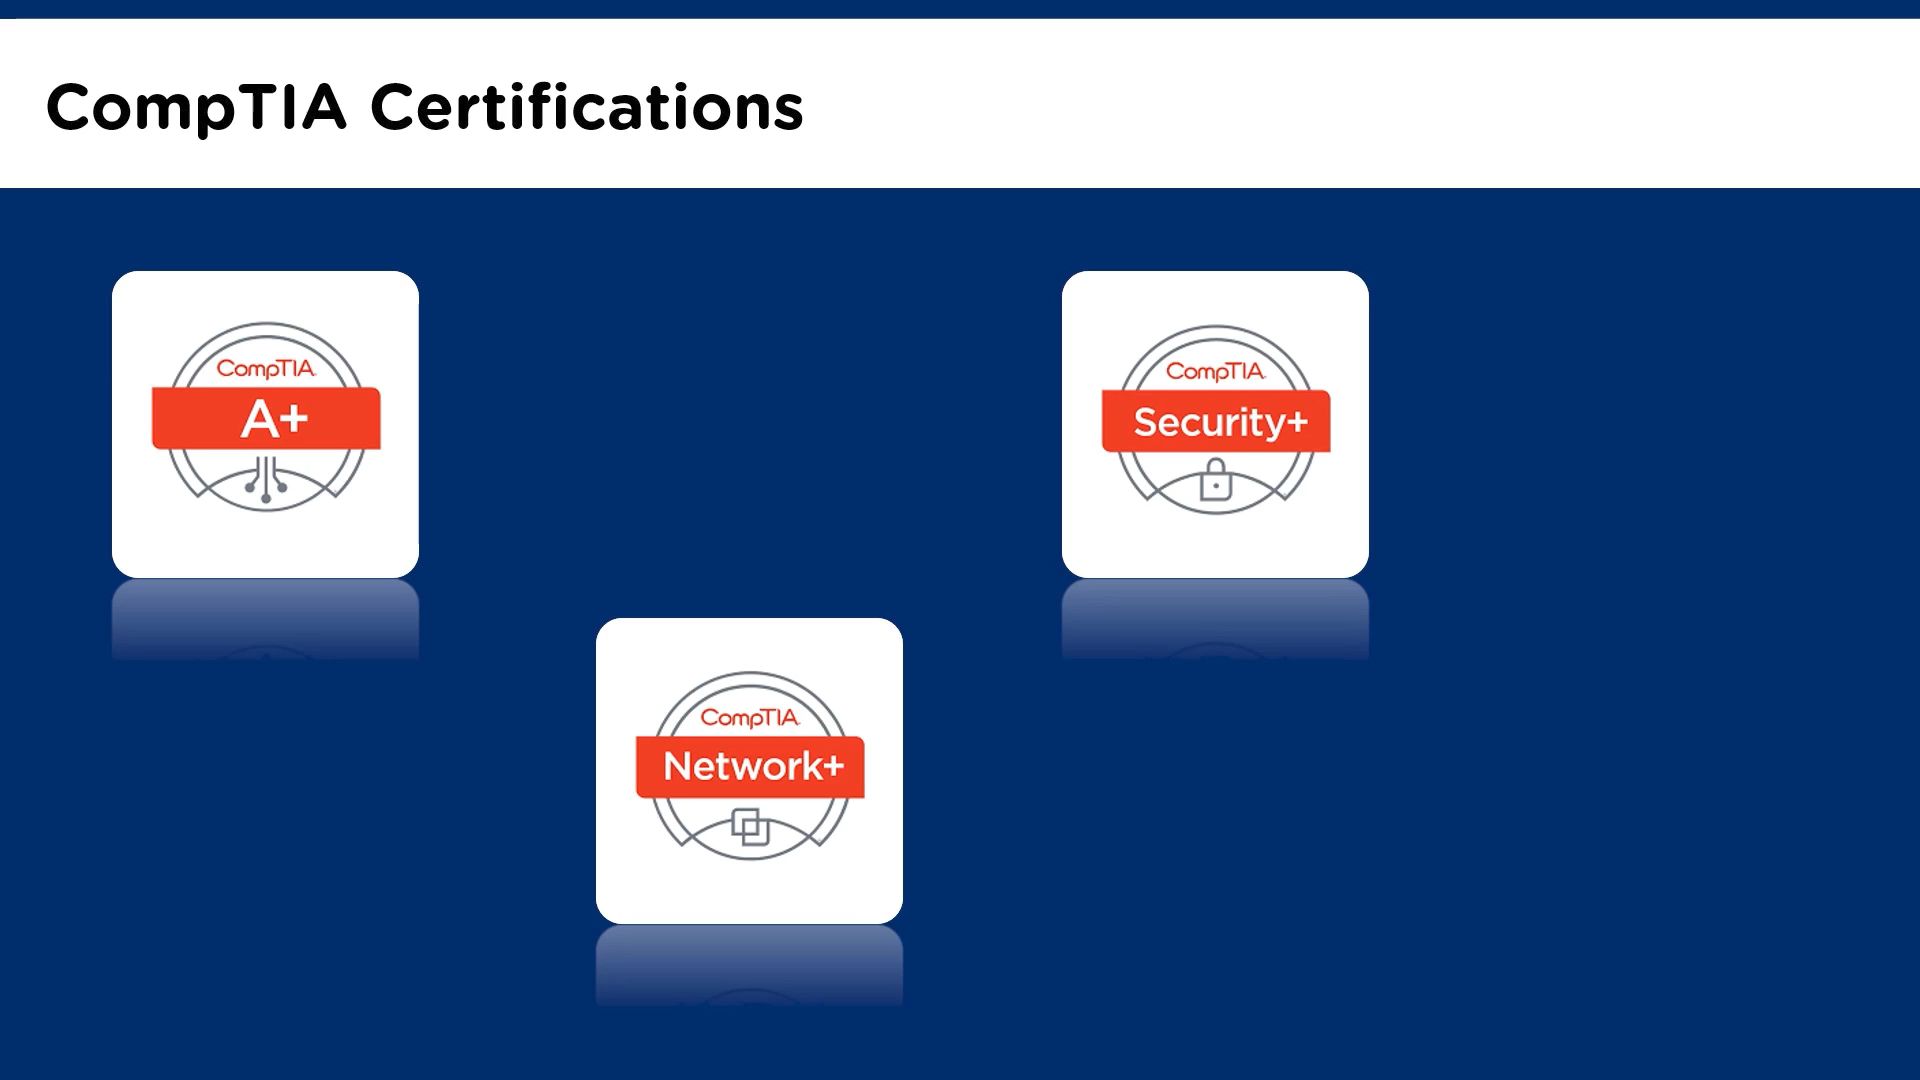 CompTIA Certifications
CompTIA
A+
CompTIA
Security+
CompTIA
Network+